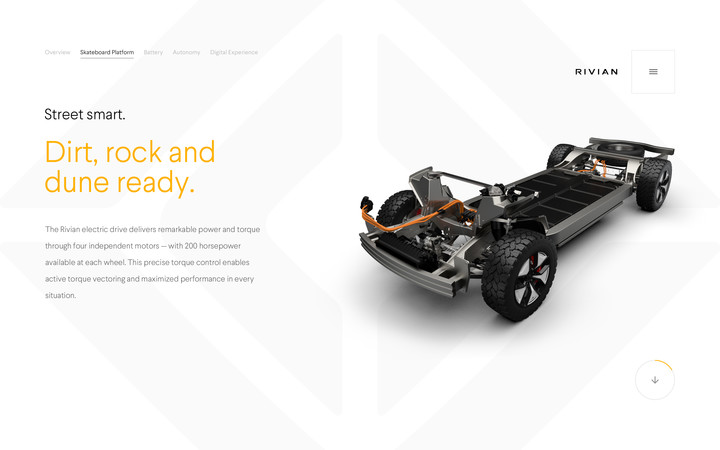 Overview Skateboard Platform Battery Autonomy Digital Experience
RIVIAN
Street smart.
Dirt, rock and
dune ready.
The Rivian electric drive delivers remarkable power and torque
through four independent motors — with 200 horsepower
available at each wheel. This precise torque control enables
active torque vectoring and maximized performance in every
situation.